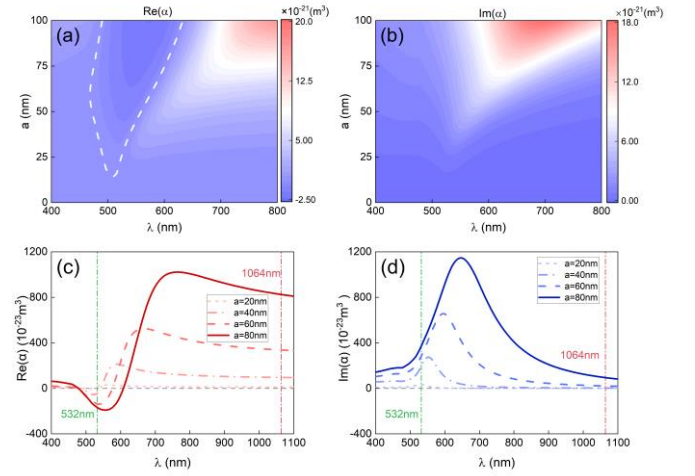 Re(α)
×10⁻²¹(m³)
(a)
100
75
50
25
0
a (nm)
400 500 600 700 800
λ (nm)
20.0
12.5
5.00
-2.50
Im(α)
×10⁻²¹(m³)
(b)
100
75
50
25
0
a (nm)
400 500 600 700 800
λ (nm)
18.0
12.0
6.00
0.00
(c)
1200
800
400
0
-400
Re(α) (10⁻²³m³)
1064nm
a=20nm
a=40nm
a=60nm
a=80nm
532nm
400 500 600 700 800 900 1000 1100
λ (nm)
(d)
1200
800
400
0
-400
Im(α) (10⁻²³m³)
a=20nm
a=40nm
a=60nm
a=80nm
1064nm
532nm
400 500 600 700 800 900 1000 1100
λ (nm)